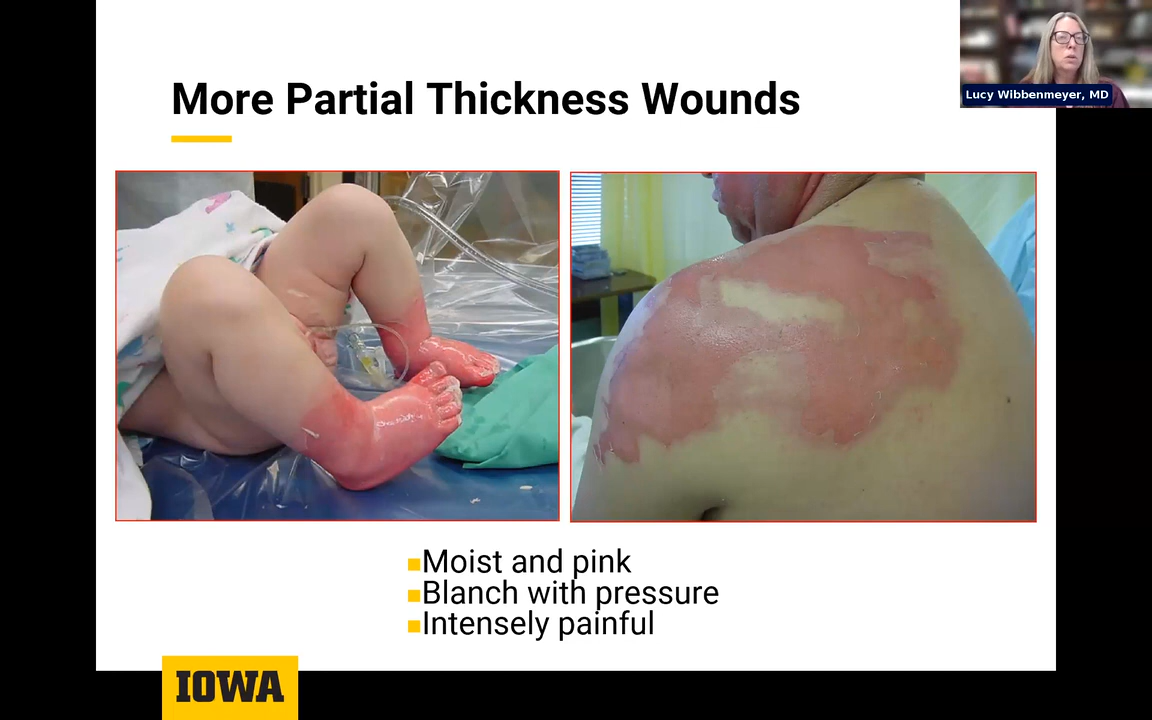 Lucy Wibbenmeyer, MD
More Partial Thickness Wounds
Moist and pink
Blanch with pressure
Intensely painful
IOWA